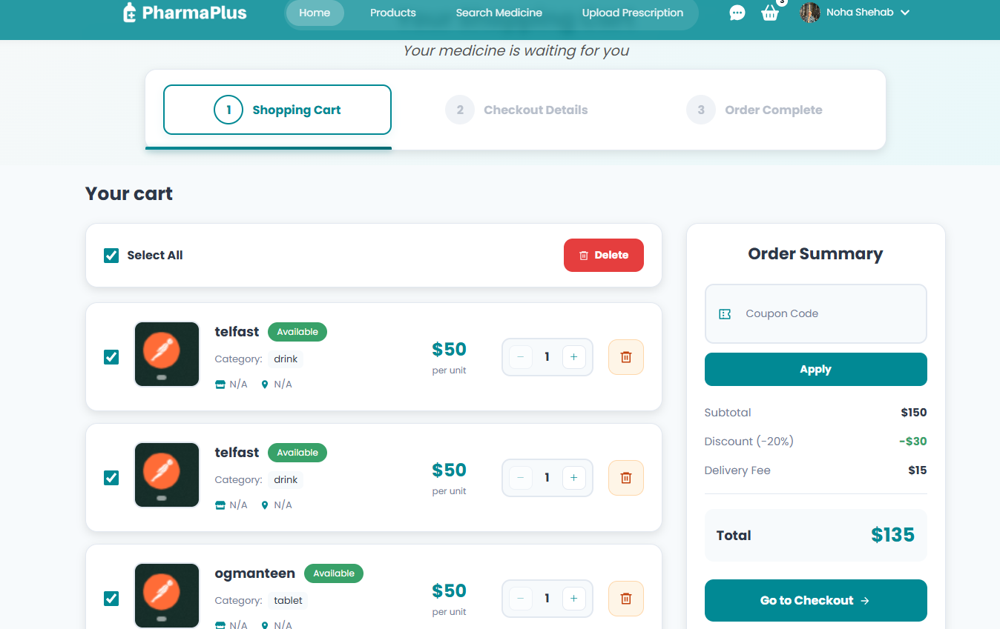 PharmaPlus
Home
Products
Search Medicine
Upload Prescription
3
Noha Shehab
Your medicine is waiting for you
1
Shopping Cart
2
Checkout Details
3
Order Complete
Your cart
Select All
Delete
telfast
Available
Category: drink
N/A
N/A
$50
per unit
1
telfast
Available
Category: drink
N/A
N/A
$50
per unit
1
ogmanteen
Available
Category: tablet
N/A
N/A
$50
per unit
1
Order Summary
Coupon Code
Apply
Subtotal $150
Discount (-20%) -$30
Delivery Fee $15
Total $135
Go to Checkout →